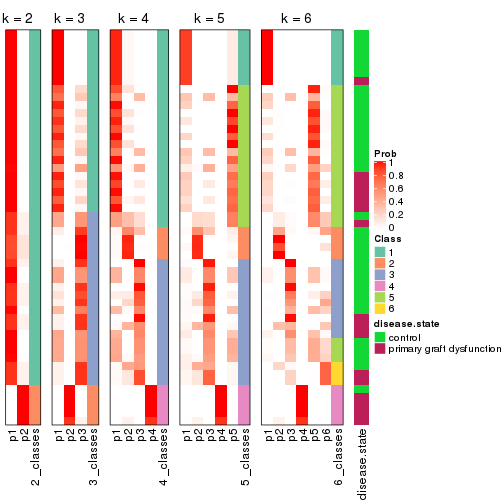 k = 2
k = 3
k = 4
k = 5
k = 6
Prob
1
0.8
0.6
0.4
0.2
0
Class
1
2
3
4
5
6
disease.state
control
primary graft dysfunction
p1
p2
2_classes
p1
p2
p3
3_classes
p1
p2
p3
p4
4_classes
p1
p2
p3
p4
p5
5_classes
p1
p2
p3
p4
p5
p6
6_classes
disease.state